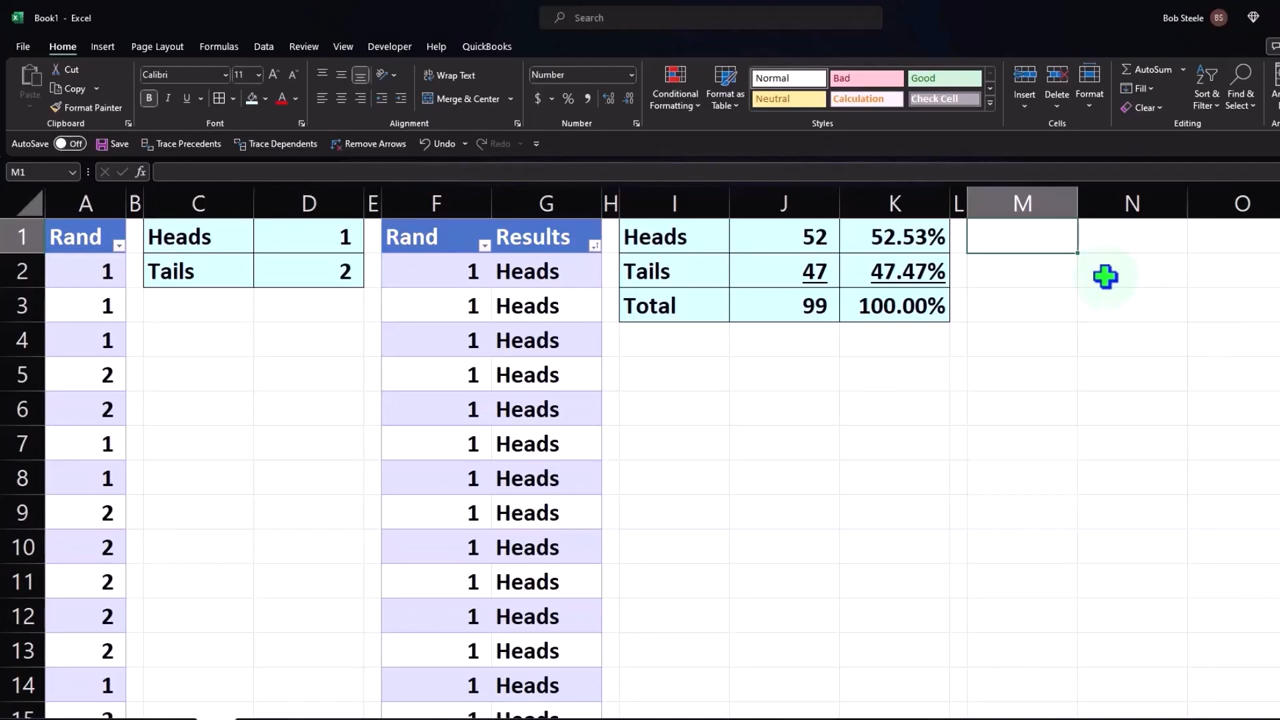 Book1 - Excel
Search
Bob Steele BS
File Home Insert Page Layout Formulas Data Review View Developer Help QuickBooks
Paste
Cut
Copy
Format Painter
Clipboard
Calibri 11
B I U
Font
Wrap Text
Merge & Center
Alignment
Number
$ % ,
Number
Conditional Formatting
Format as Table
Normal Bad Good
Neutral Calculation Check Cell
Styles
Insert Delete Format
Cells
AutoSum
Fill
Clear
Sort & Filter
Find & Select
Editing
AutoSave Off Save Trace Precedents Trace Dependents Remove Arrows Undo Redo
M1 fx
A B C D E F G H I J K L M N O
1 Rand Heads 1 Rand Results Heads 52 52.53%
2 1 Tails 2 1 Heads Tails 47 47.47%
3 1 1 Heads Total 99 100.00%
4 1 1 Heads
5 2 1 Heads
6 2 1 Heads
7 1 1 Heads
8 1 1 Heads
9 2 1 Heads
10 2 1 Heads
11 2 1 Heads
12 2 1 Heads
13 2 1 Heads
14 1 1 Heads
15 2 1 Heads